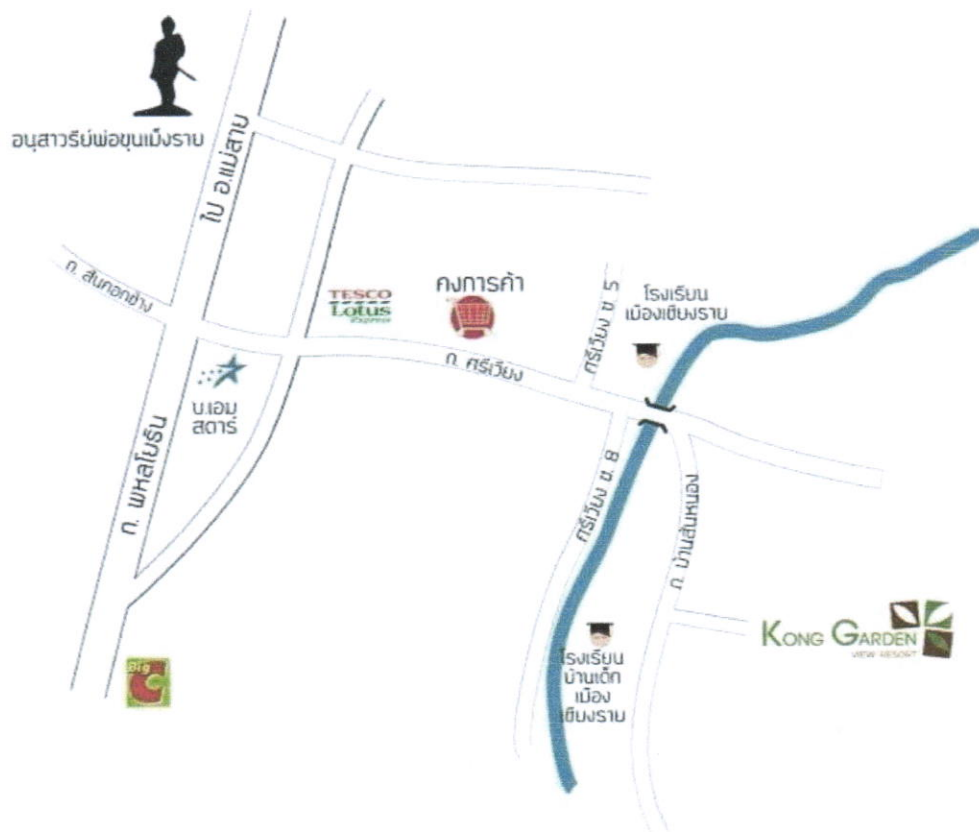 อนุสาวรีย์พ่อขุนเม็งราย
ไป อ.แม่สาย
ถ. สันคอกช้าง
TESCO
Lotus
Express
คงการค้า
ศรีเวียง ซ. 5
โรงเรียน
เมืองเชียงราย
ถ. ศรีเวียง
บ.เอม
สตาร์
ถ. พหลโยธิน
ศรีเวียง ซ. 8
ถ. บ้านสันหนอง
KONG GARDEN
VIEW RESORT
Big
C
โรงเรียน
บ้านเด็ก
เมือง
เชียงราย